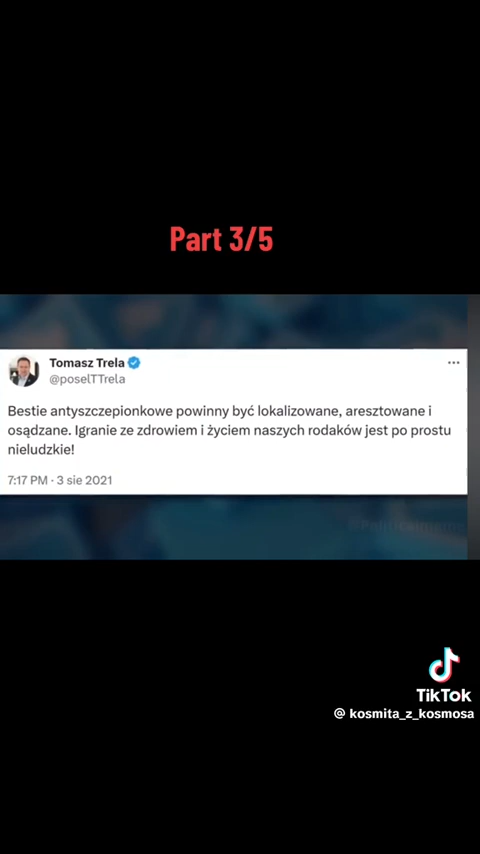 Part 3/5
Tomasz Trela
@poselTTrela
Bestie antyszczepionkowe powinny być lokalizowane, aresztowane i
osądzane. Igranie ze zdrowiem i życiem naszych rodaków jest po prostu
nieludzkie!
7:17 PM · 3 sie 2021
TikTok
@ kosmita_z_kosmosa